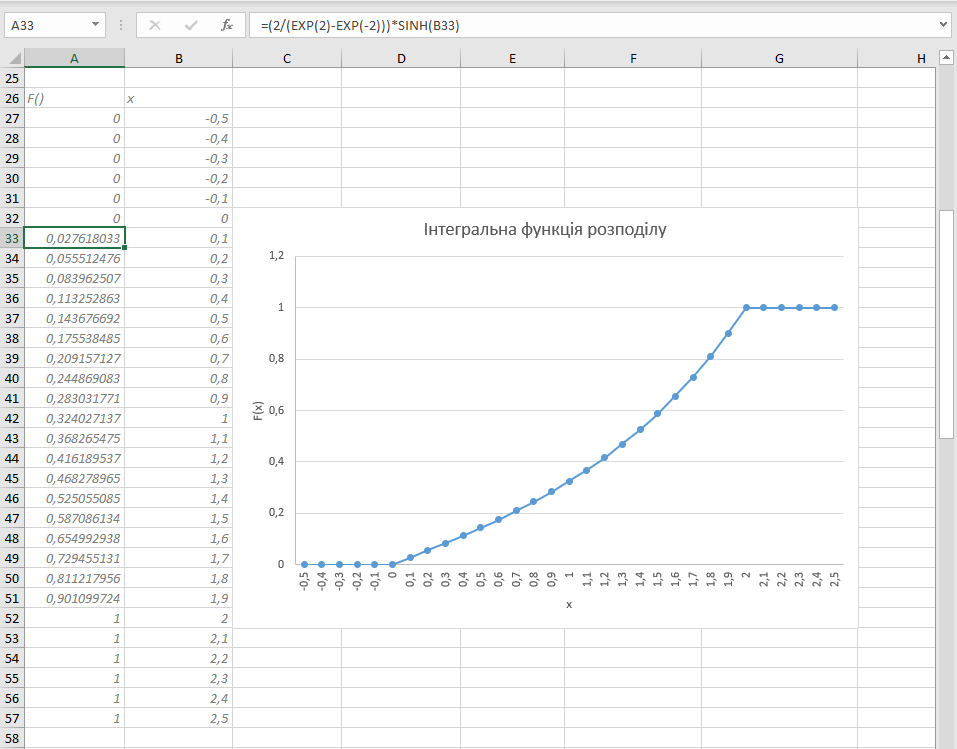 A33 fx =(2/(EXP(2)-EXP(-2)))*SINH(B33)
A B C D E F G H
25
26 F() x
27 0 -0,5
28 0 -0,4
29 0 -0,3
30 0 -0,2
31 0 -0,1
32 0 0
33 0,027618033 0,1
34 0,055512476 0,2
35 0,083962507 0,3
36 0,113252863 0,4
37 0,143676692 0,5
38 0,175538485 0,6
39 0,209157127 0,7
40 0,244869083 0,8
41 0,283031771 0,9
42 0,324027137 1
43 0,368265475 1,1
44 0,416189537 1,2
45 0,468278965 1,3
46 0,525055085 1,4
47 0,587086134 1,5
48 0,654992938 1,6
49 0,729455131 1,7
50 0,811217956 1,8
51 0,901099724 1,9
52 1 2
53 1 2,1
54 1 2,2
55 1 2,3
56 1 2,4
57 1 2,5
58
Інтегральна функція розподілу
1,2
1
0,8
0,6
0,4
0,2
0
F(x)
-0,5 -0,4 -0,3 -0,2 -0,1 0 0,1 0,2 0,3 0,4 0,5 0,6 0,7 0,8 0,9 1 1,1 1,2 1,3 1,4 1,5 1,6 1,7 1,8 1,9 2 2,1 2,2 2,3 2,4 2,5
x